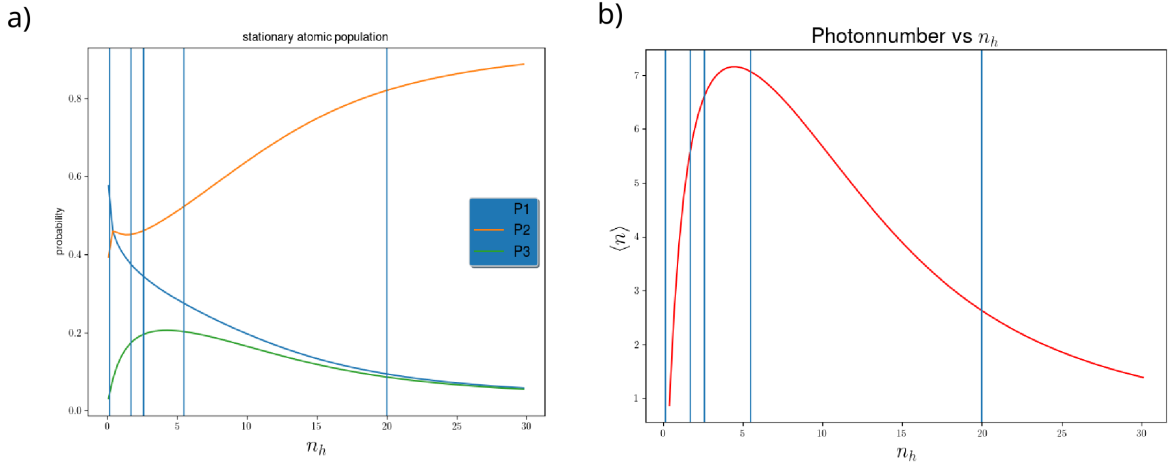 a)
stationary atomic population
probability
0.8
0.6
0.4
0.2
0.0
P1
P2
P3
0 5 10 15 20 25 30
n_h
b)
Photonnumber vs n_h
⟨n⟩
7
6
5
4
3
2
1
0 5 10 15 20 25 30
n_h